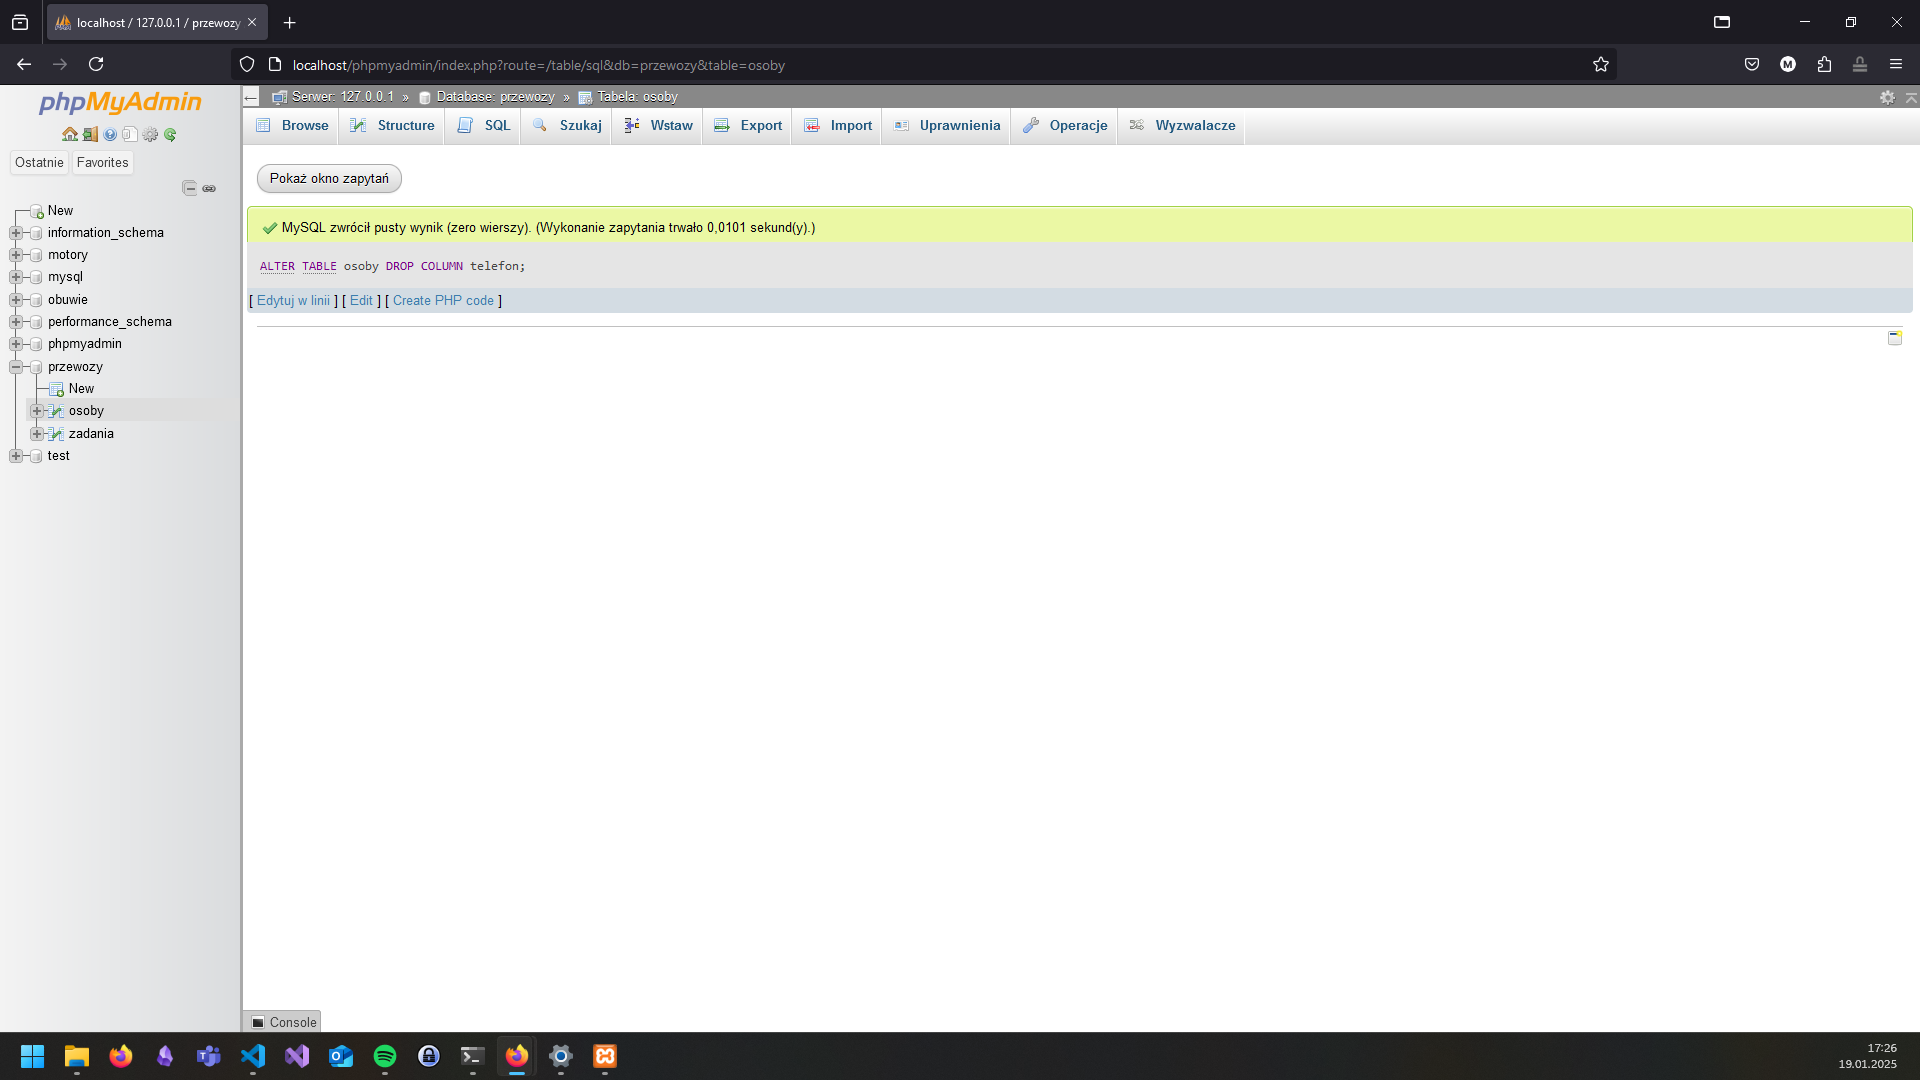 localhost / 127.0.0.1 / przewozy
localhost/phpmyadmin/index.php?route=/table/sql&db=przewozy&table=osoby
M
phpMyAdmin
Ostatnie Favorites
New
information_schema
motory
mysql
obuwie
performance_schema
phpmyadmin
przewozy
New
osoby
zadania
test
Serwer: 127.0.0.1 » Database: przewozy » Tabela: osoby
Browse Structure SQL Szukaj Wstaw Export Import Uprawnienia Operacje Wyzwalacze
Pokaż okno zapytań
MySQL zwrócił pusty wynik (zero wierszy). (Wykonanie zapytania trwało 0,0101 sekund(y).)
ALTER TABLE osoby DROP COLUMN telefon;
[ Edytuj w linii ] [ Edit ] [ Create PHP code ]
Console
17:26
19.01.2025